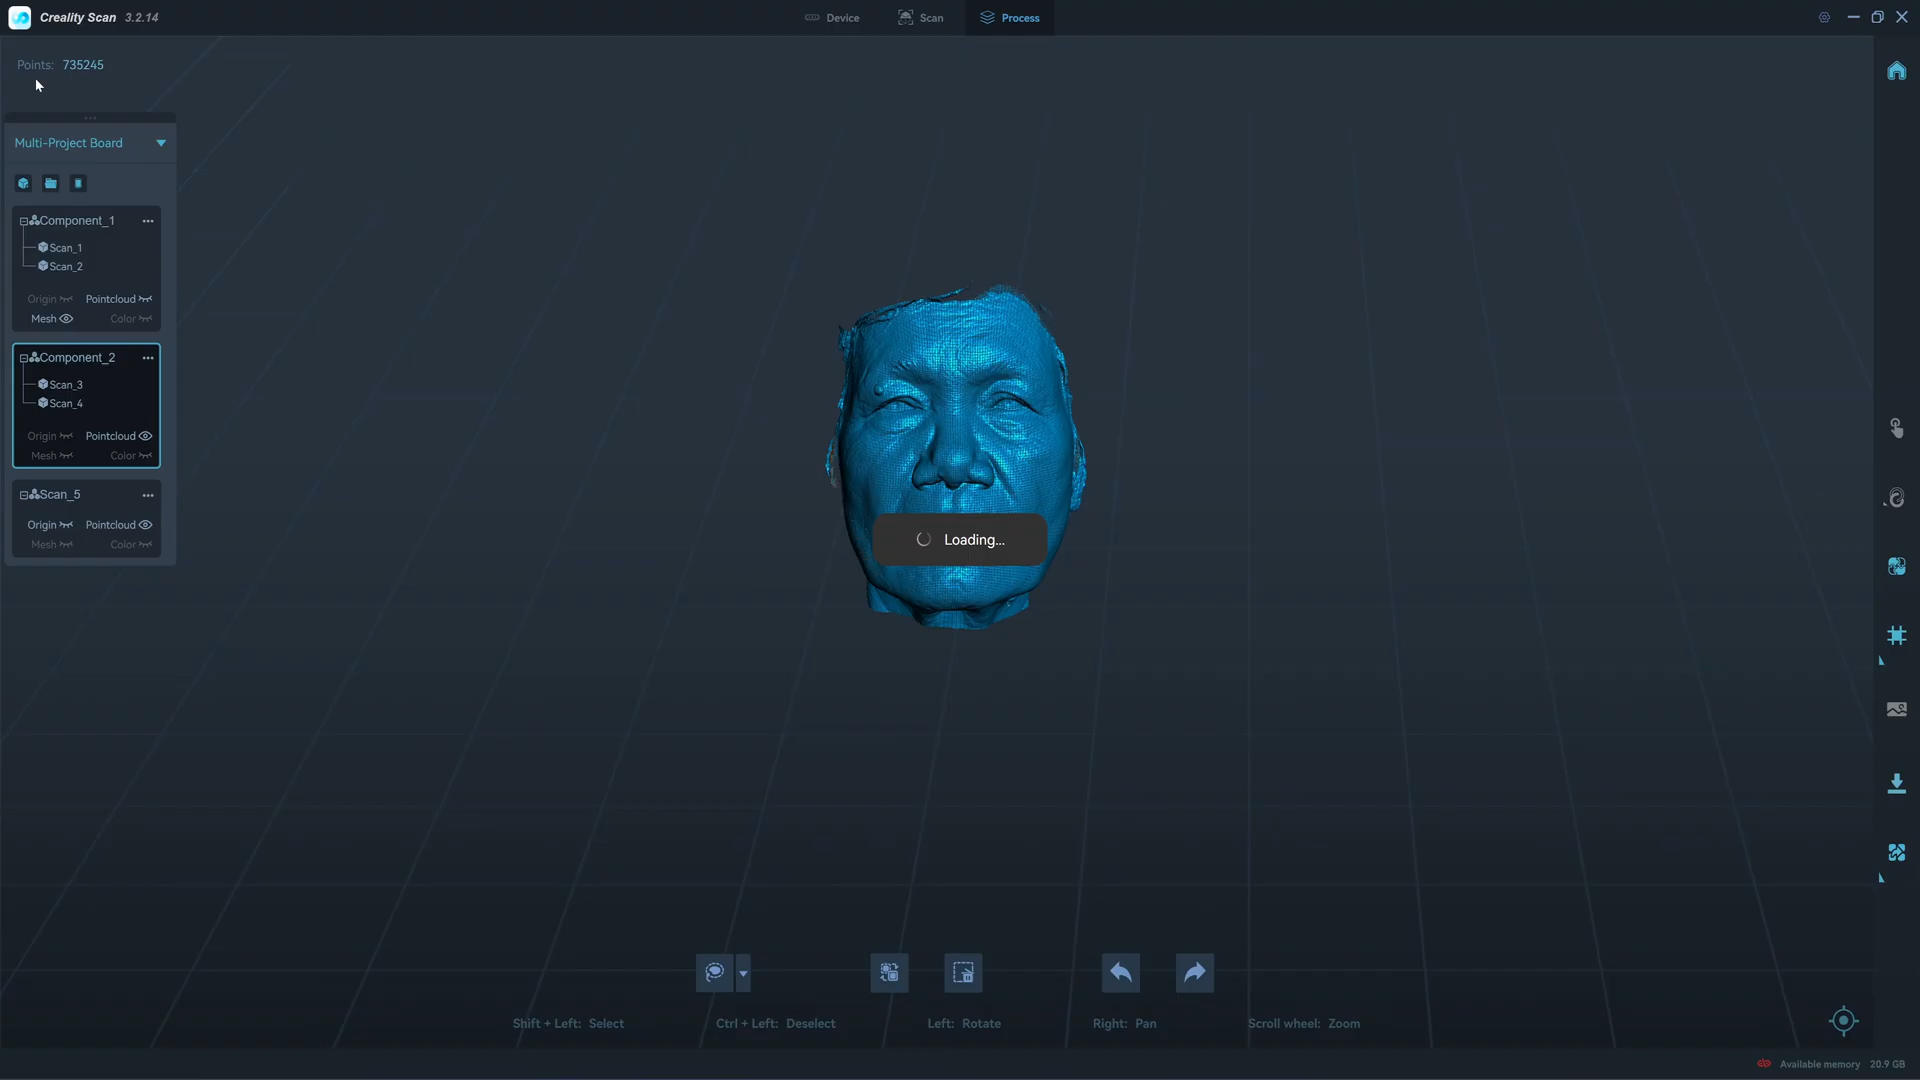 Creality Scan 3.2.14
Device
Scan
Process
Points: 735245
Multi-Project Board
Component_1
Scan_1
Scan_2
Origin Pointcloud
Mesh Color
Component_2
Scan_3
Scan_4
Origin Pointcloud
Mesh Color
Scan_5
Origin Pointcloud
Mesh Color
Loading...
Shift + Left: Select
Ctrl + Left: Deselect
Left: Rotate
Right: Pan
Scroll wheel: Zoom
Available memory 20.9 GB